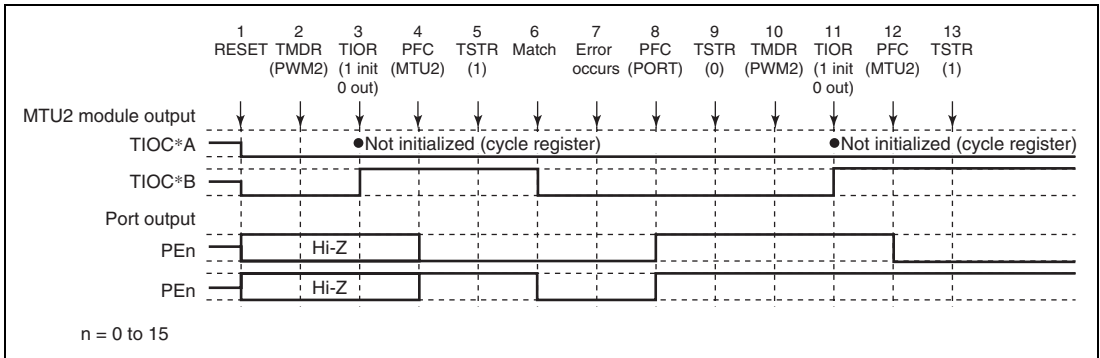 1 2 3 4 5 6 7 8 9 10 11 12 13
RESET TMDR TIOR PFC TSTR Match Error PFC TSTR TMDR TIOR PFC TSTR
(PWM2) (1 init (MTU2) (1) occurs (PORT) (0) (PWM2) (1 init (MTU2) (1)
0 out) 0 out)
MTU2 module output
TIOC*A ●Not initialized (cycle register) ●Not initialized (cycle register)
TIOC*B
Port output
PEn Hi-Z
PEn Hi-Z
n = 0 to 15